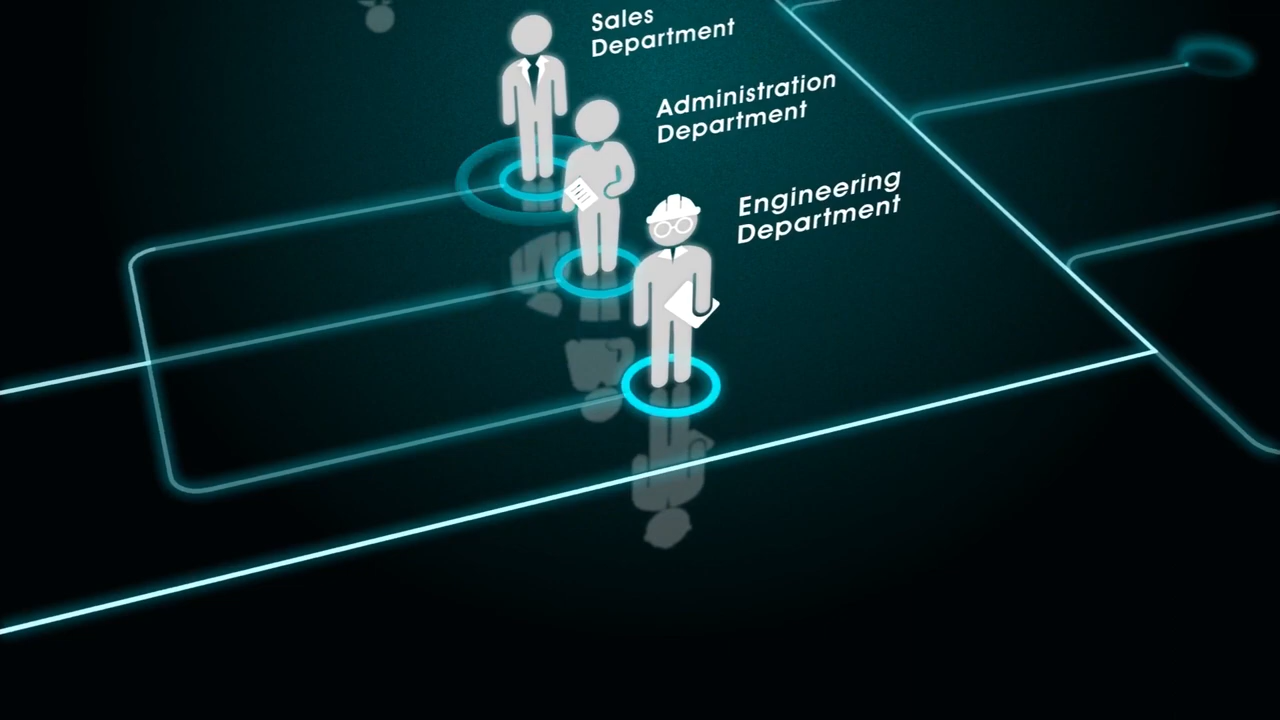 Sales
Department
Administration
Department
Engineering
Department